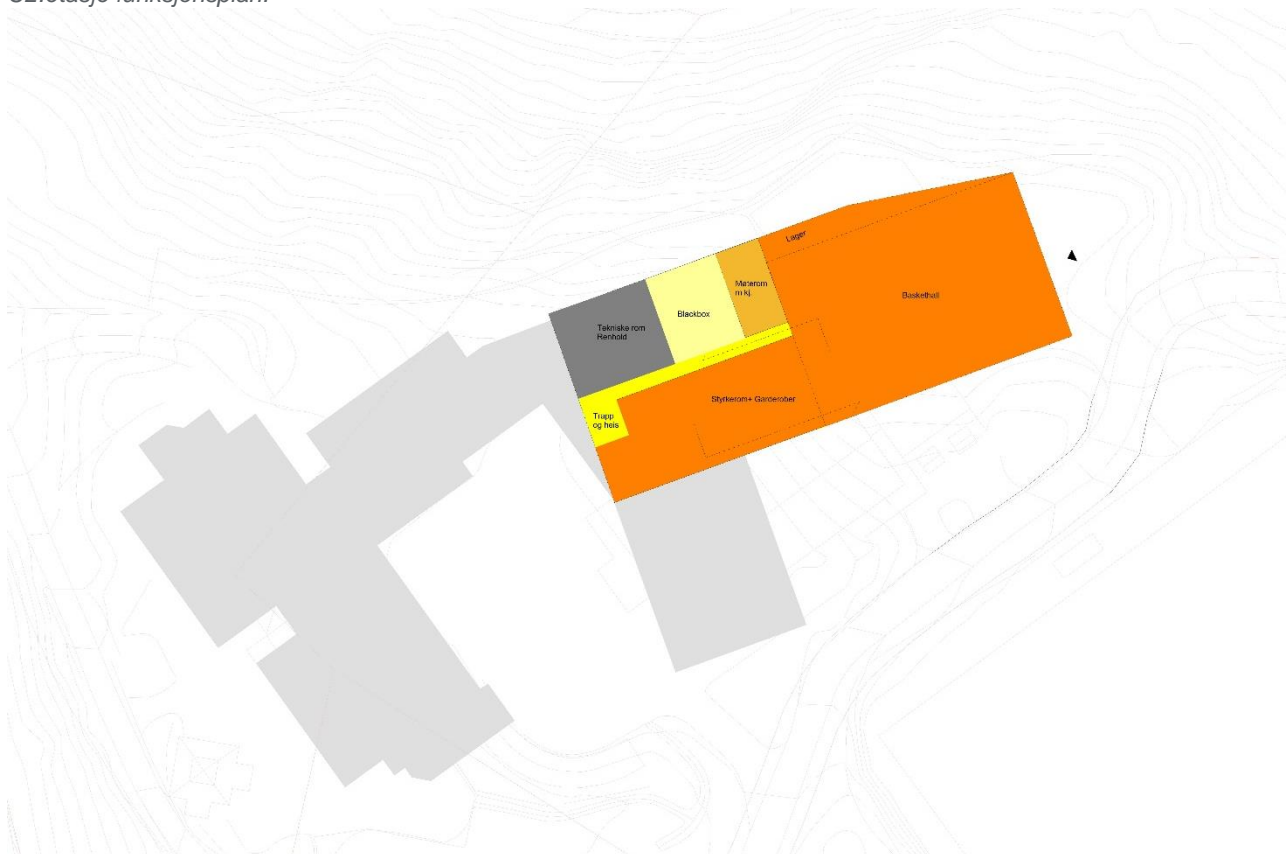 Lager
Møterom
m kj.
Baskethall
Blackbox
Tekniske rom
Renhold
Styrkerom+ Garderober
Trapp
og heis